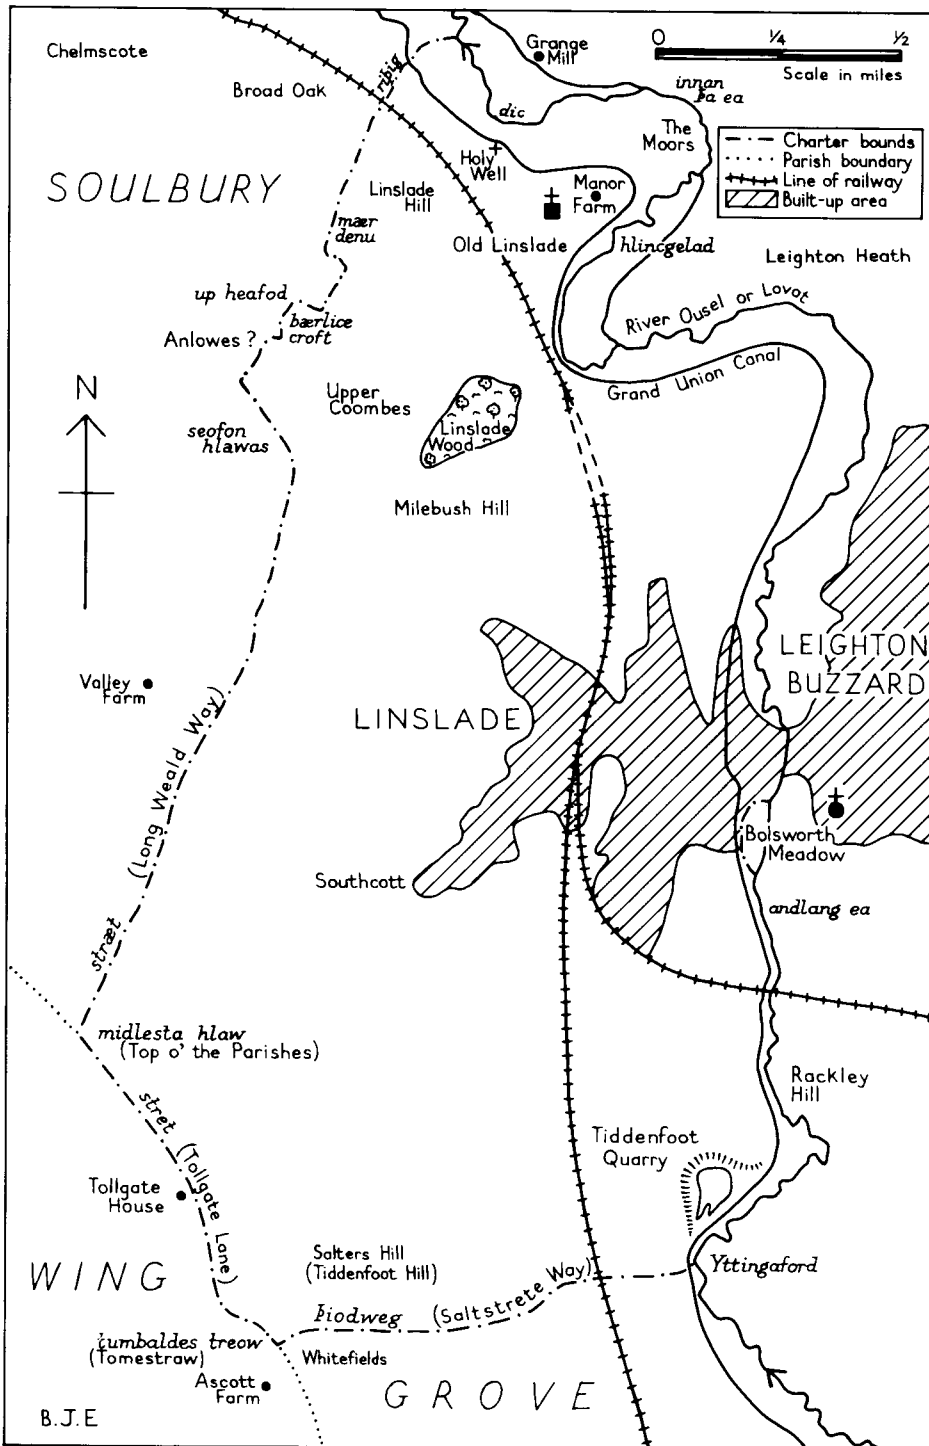 Chelmscote
Broad Oak
SOULBURY
ribig
Grange
Mill
dic
innan
þa ea
The
Moors
0 1/4 1/2
Scale in miles
Charter bounds
Parish boundary
Line of railway
Built-up area
Holy
Well
Linslade
Hill
Manor
Farm
Old Linslade
hlincgelad
Leighton Heath
mær
denu
up heafod
bærlice
croft
Anlowes ?
River Ousel or Lovot
Grand Union Canal
N
Upper
Coombes
Linslade
Wood
seofon
hlawas
Milebush Hill
Valley
Farm
LINSLADE
LEIGHTON
BUZZARD
stræt (Long Weald Way)
Southcott
Bolsworth
Meadow
andlang ea
midlesta hlaw
(Top o' the Parishes)
Rackley
Hill
stret (Tollgate Lane)
Tiddenfoot
Quarry
Tollgate
House
WING
Salters Hill
(Tiddenfoot Hill)
Yttingaford
Þiodweg (Saltstrete Way)
tumbaldes treow
(Tomestraw)
Whitefields
Ascott
Farm
GROVE
B.J.E